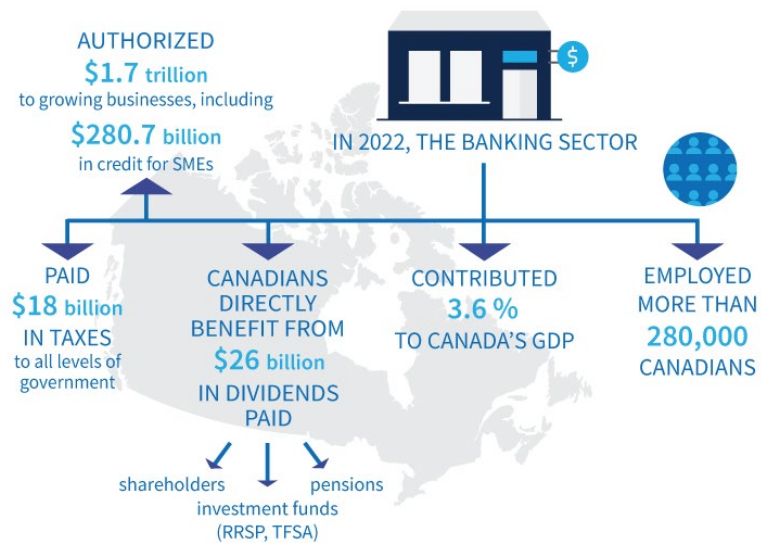 AUTHORIZED
$1.7 trillion
to growing businesses, including
$280.7 billion
in credit for SMEs
$
IN 2022, THE BANKING SECTOR
PAID
$18 billion
IN TAXES
to all levels of
government
CANADIANS
DIRECTLY
BENEFIT FROM
$26 billion
IN DIVIDENDS
PAID
shareholders
investment funds
(RRSP, TFSA)
pensions
CONTRIBUTED
3.6 %
TO CANADA'S GDP
EMPLOYED
MORE THAN
280,000
CANADIANS